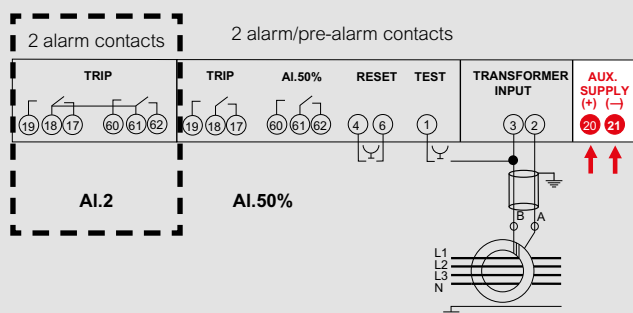 2 alarm contacts
2 alarm/pre-alarm contacts
TRIP
TRIP
Al.50%
RESET
TEST
TRANSFORMER
INPUT
AUX.
SUPPLY
(+) (—)
19 18 17 60 61 62
19 18 17 60 61 62
4 6
1
3 2
20 21
Al.2
Al.50%
B A
L1
L2
L3
N